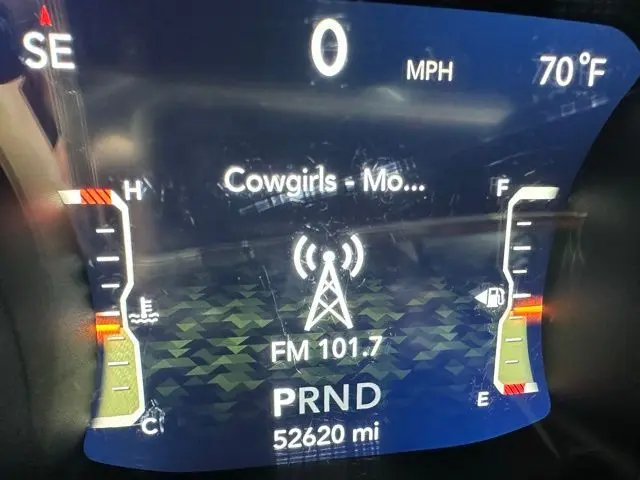 SE
0
MPH
70°F
Cowgirls - Mo...
H
F
FM 101.7
C
E
PRND
52620 mi